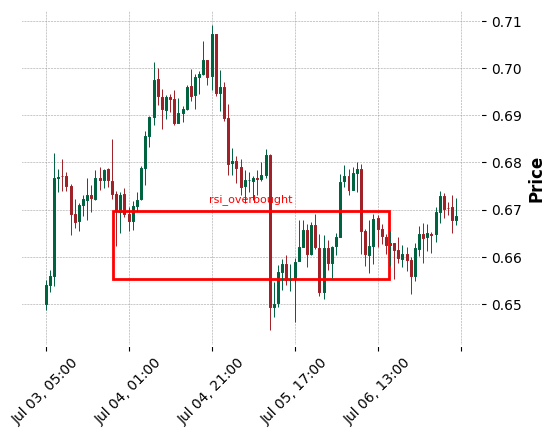 0.71
0.70
0.69
0.68
rsi_overbought
0.67
0.66
0.65
Price
Jul 03, 05:00
Jul 04, 01:00
Jul 04, 21:00
Jul 05, 17:00
Jul 06, 13:00